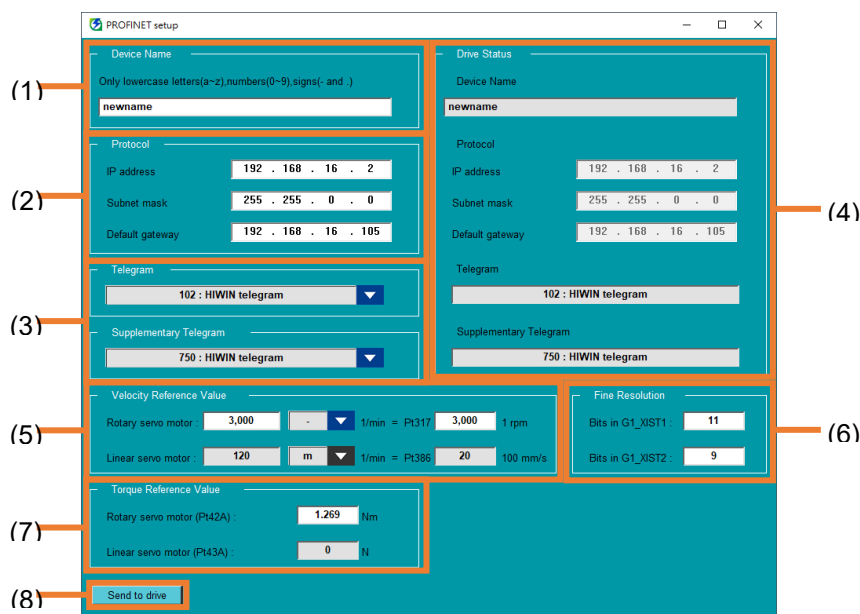 PROFINET setup
Device Name
Only lowercase letters(a~z),numbers(0~9),signs(- and .)
newname
(1)
Protocol
IP address 192 . 168 . 16 . 2
Subnet mask 255 . 255 . 0 . 0
Default gateway 192 . 168 . 16 . 105
(2)
Telegram
102 : HIWIN telegram
Supplementary Telegram
750 : HIWIN telegram
(3)
Drive Status
Device Name
newname
Protocol
IP address 192 . 168 . 16 . 2
Subnet mask 255 . 255 . 0 . 0
Default gateway 192 . 168 . 16 . 105
Telegram
102 : HIWIN telegram
Supplementary Telegram
750 : HIWIN telegram
(4)
Velocity Reference Value
Rotary servo motor : 3,000 - 1/min = Pt317 3,000 1 rpm
Linear servo motor : 120 m 1/min = Pt386 20 100 mm/s
(5)
Fine Resolution
Bits in G1_XIST1 : 11
Bits in G1_XIST2 : 9
(6)
Torque Reference Value
Rotary servo motor (Pt42A) : 1.269 Nm
Linear servo motor (Pt43A) : 0 N
(7)
Send to drive
(8)